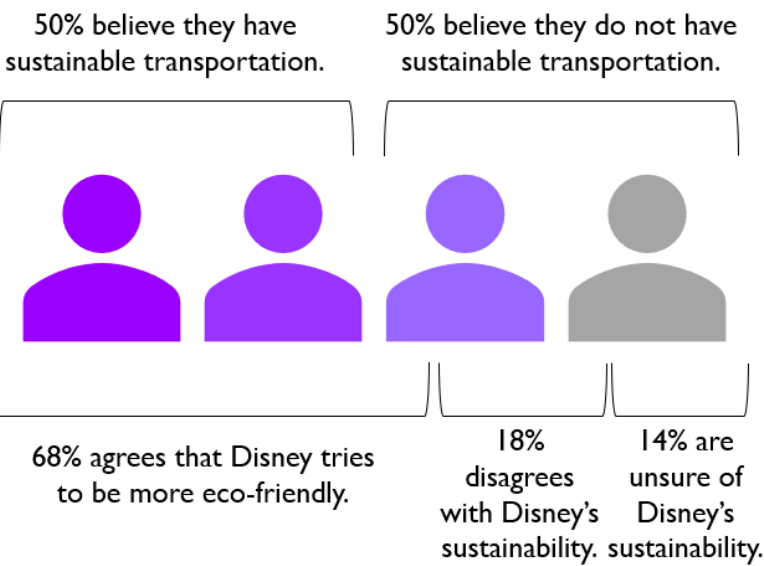 50% believe they have
sustainable transportation.
50% believe they do not have
sustainable transportation.
68% agrees that Disney tries
to be more eco-friendly.
18%
disagrees
with Disney's
sustainability.
14% are
unsure of
Disney's
sustainability.